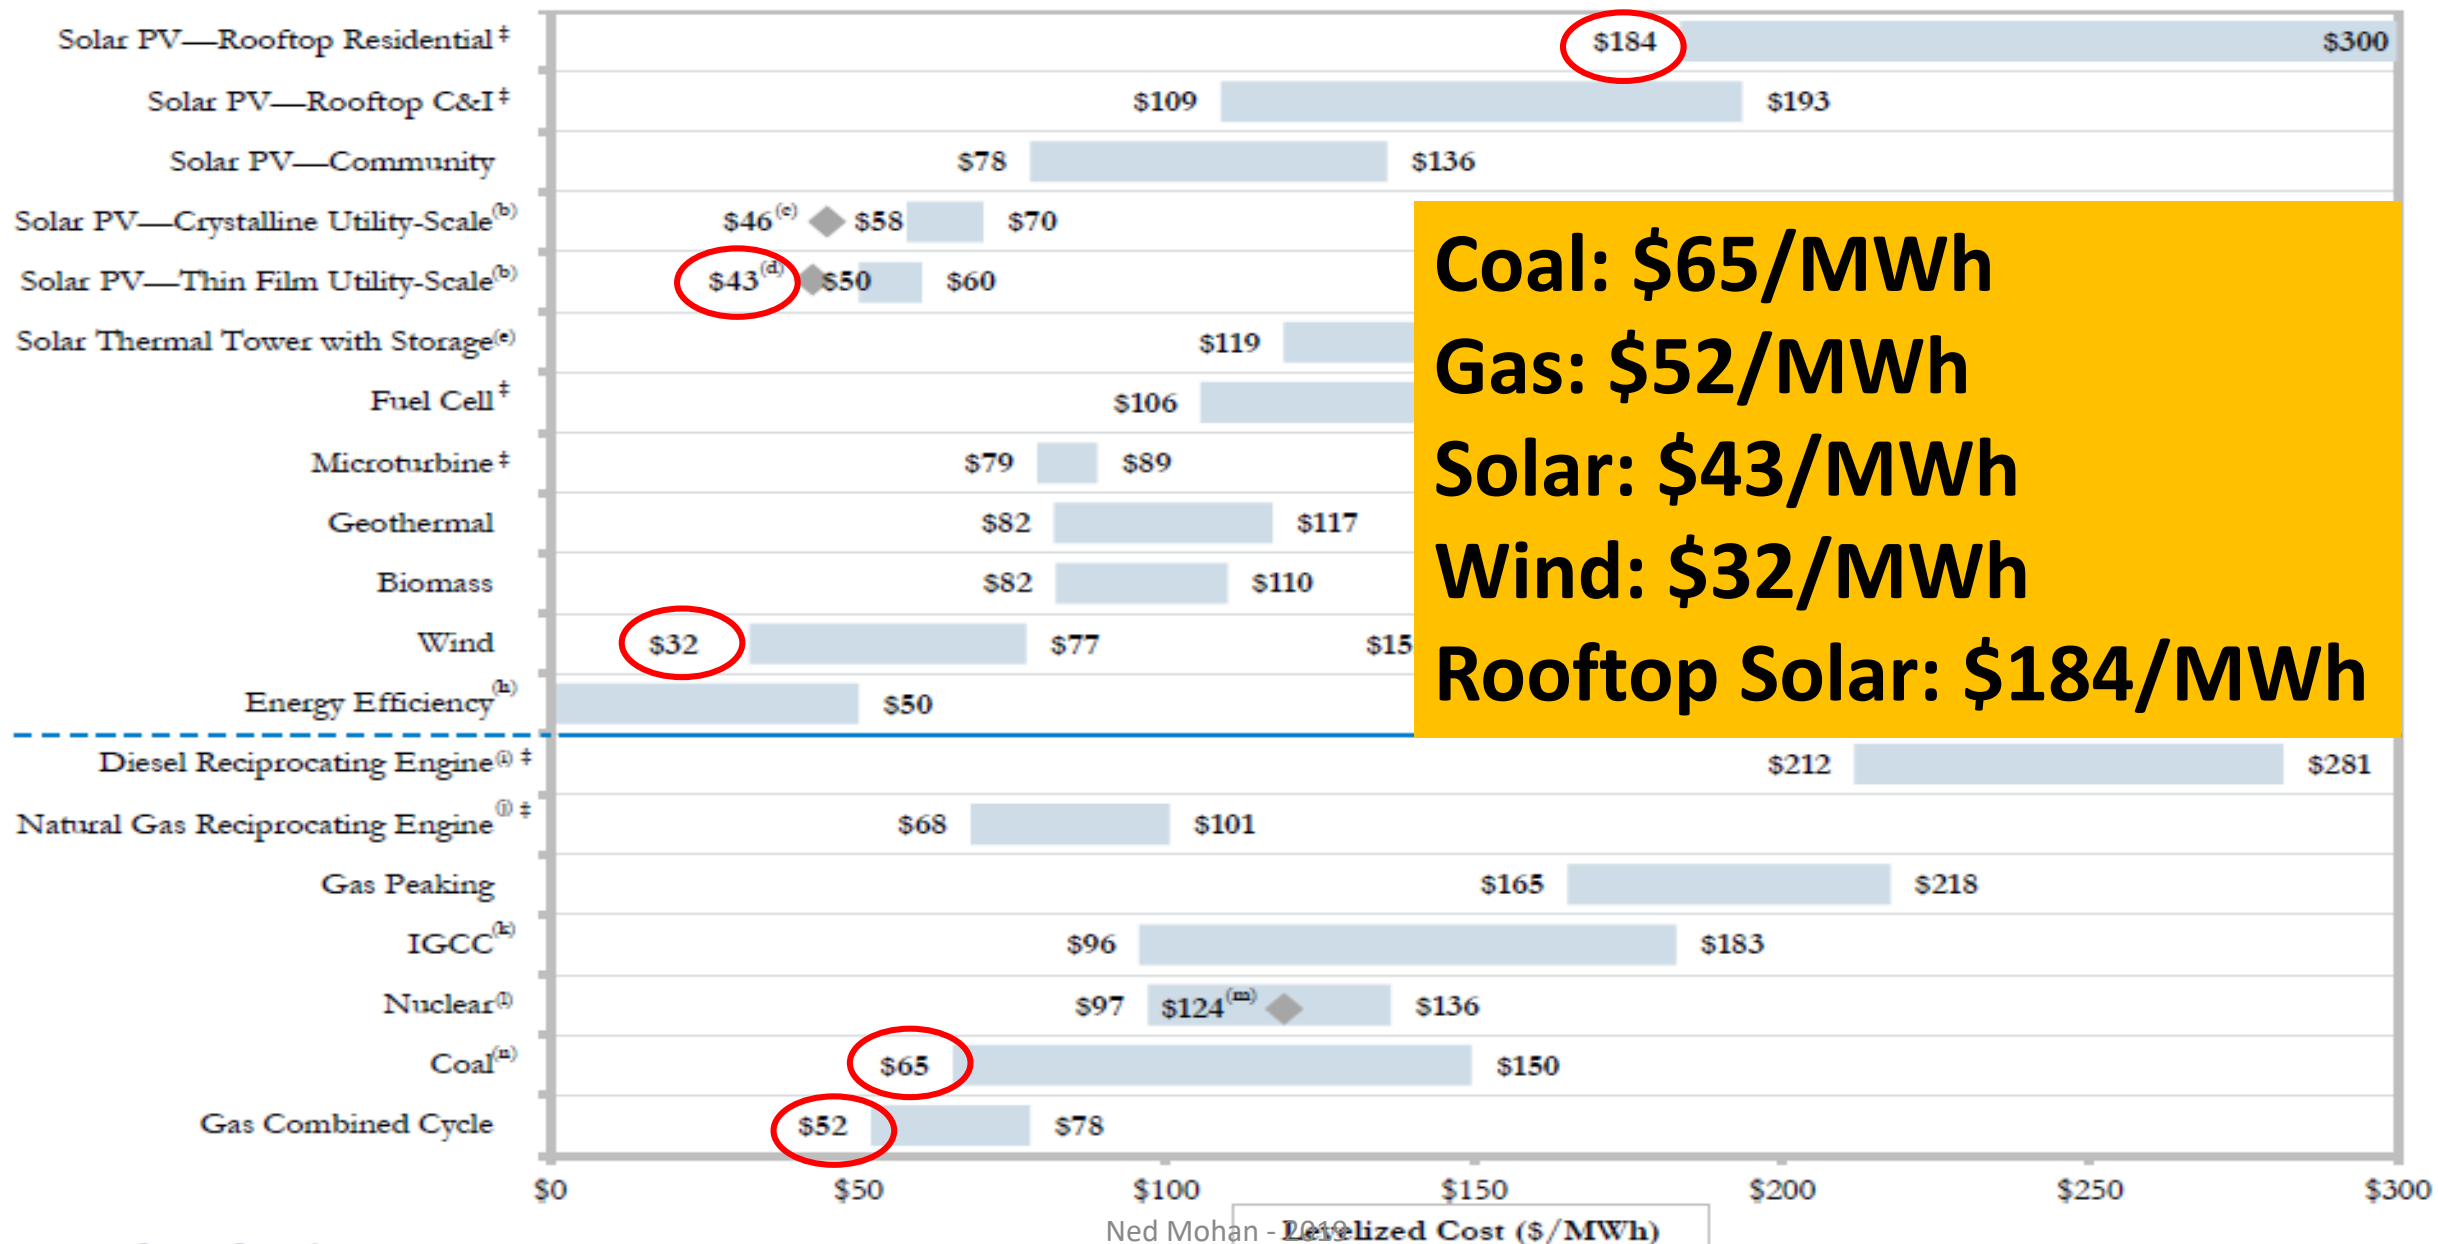 Solar PV—Rooftop Residential ‡ $184 $300
Solar PV—Rooftop C&I ‡ $109 $193
Solar PV—Community $78 $136
Solar PV—Crystalline Utility-Scale(b) $46 (c) $58 $70
Solar PV—Thin Film Utility-Scale(b) $43 (d) $50 $60
Solar Thermal Tower with Storage(e) $119
Fuel Cell ‡ $106
Microturbine ‡ $79 $89
Geothermal $82 $117
Biomass $82 $110
Wind $32 $77 $15
Energy Efficiency(h) $50
Coal: $65/MWh
Gas: $52/MWh
Solar: $43/MWh
Wind: $32/MWh
Rooftop Solar: $184/MWh
Diesel Reciprocating Engine(i) ‡ $212 $281
Natural Gas Reciprocating Engine (j) ‡ $68 $101
Gas Peaking $165 $218
IGCC(k) $96 $183
Nuclear(l) $97 $124(m) $136
Coal(n) $65 $150
Gas Combined Cycle $52 $78
$0 $50 $100 $150 $200 $250 $300
Levelized Cost ($/MWh)
Ned Mohan - 2019